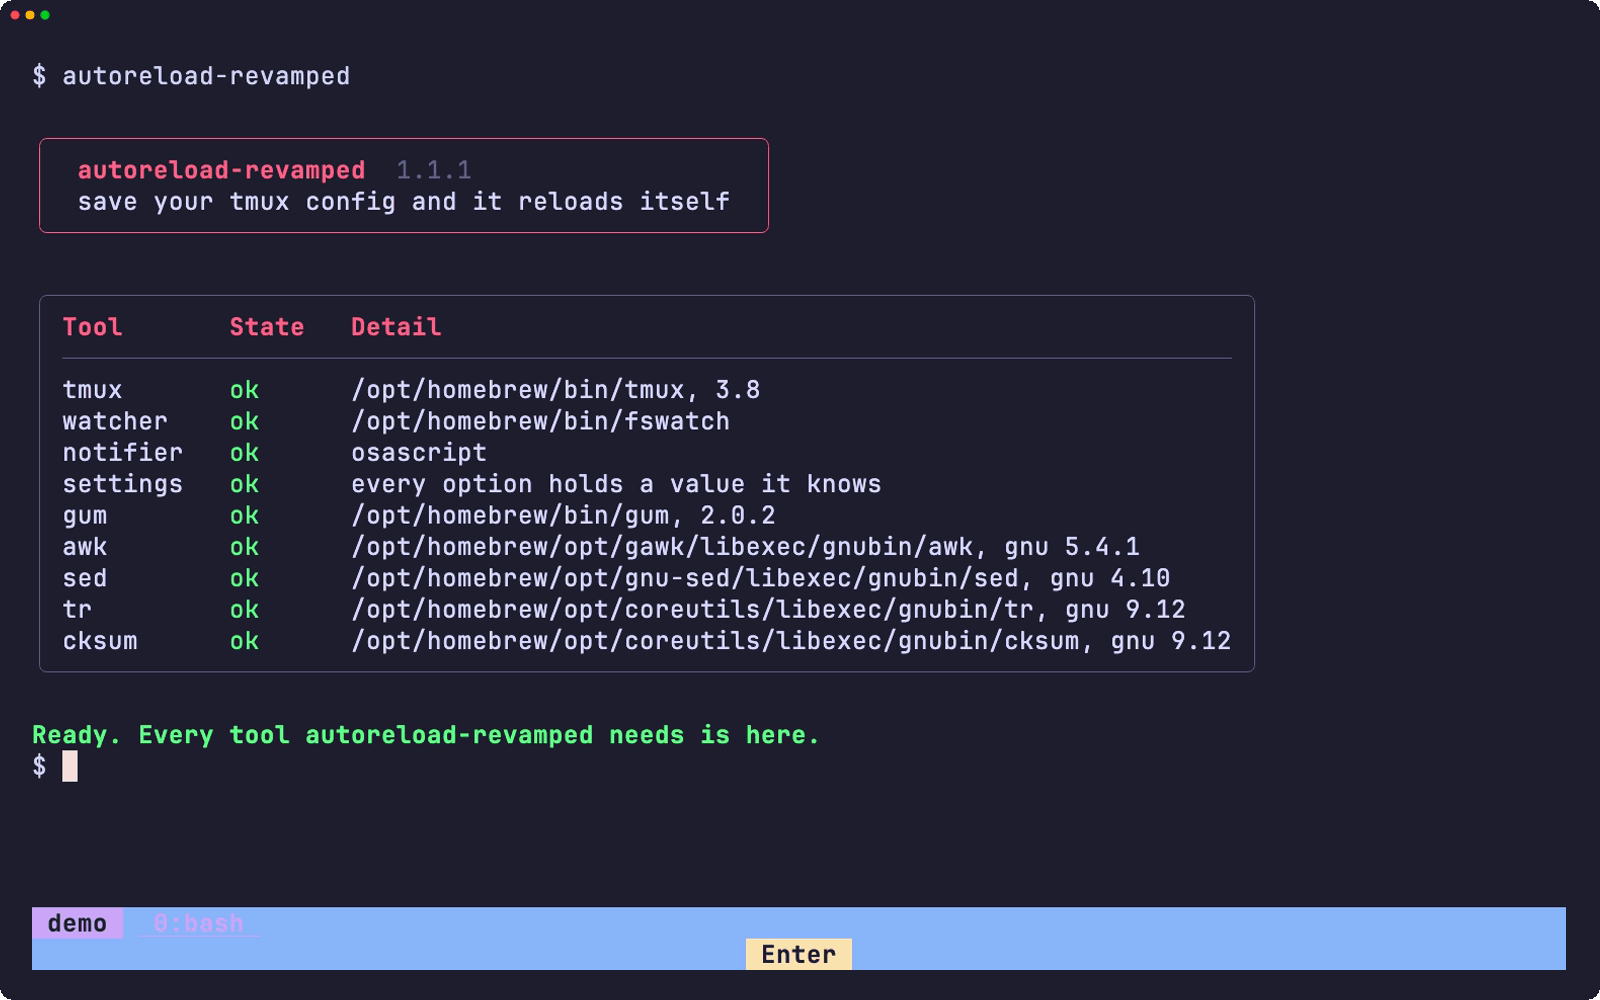 $ autoreload-revamped
autoreload-revamped 1.1.1
save your tmux config and it reloads itself
Tool State Detail
tmux ok /opt/homebrew/bin/tmux, 3.8
watcher ok /opt/homebrew/bin/fswatch
notifier ok osascript
settings ok every option holds a value it knows
gum ok /opt/homebrew/bin/gum, 2.0.2
awk ok /opt/homebrew/opt/gawk/libexec/gnubin/awk, gnu 5.4.1
sed ok /opt/homebrew/opt/gnu-sed/libexec/gnubin/sed, gnu 4.10
tr ok /opt/homebrew/opt/coreutils/libexec/gnubin/tr, gnu 9.12
cksum ok /opt/homebrew/opt/coreutils/libexec/gnubin/cksum, gnu 9.12
Ready. Every tool autoreload-revamped needs is here.
$
demo 0:bash
Enter